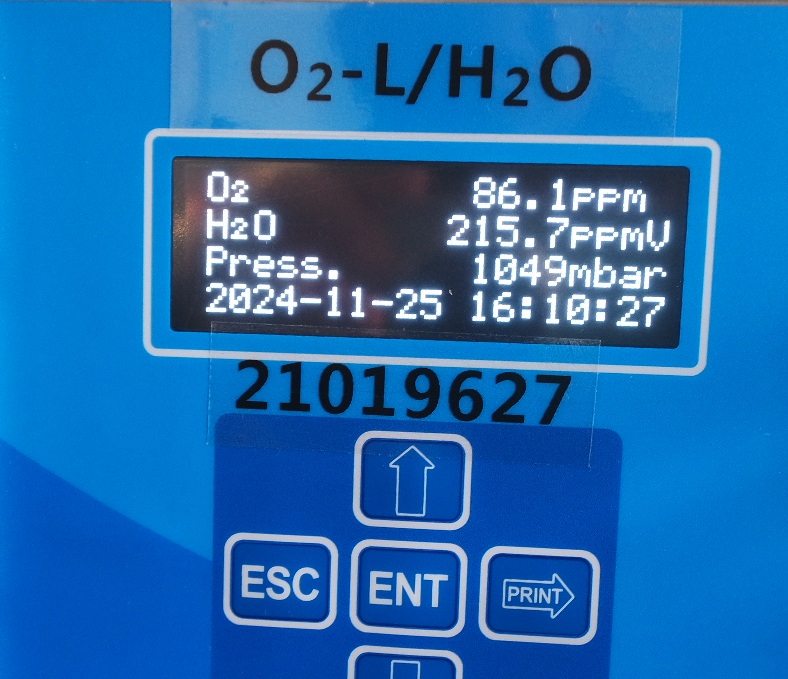 O₂-L/H₂O
O₂ 86.1ppm
H₂O 215.7ppmV
Press. 1049mbar
2024-11-25 16:10:27
21019627
ESC ENT PRINT